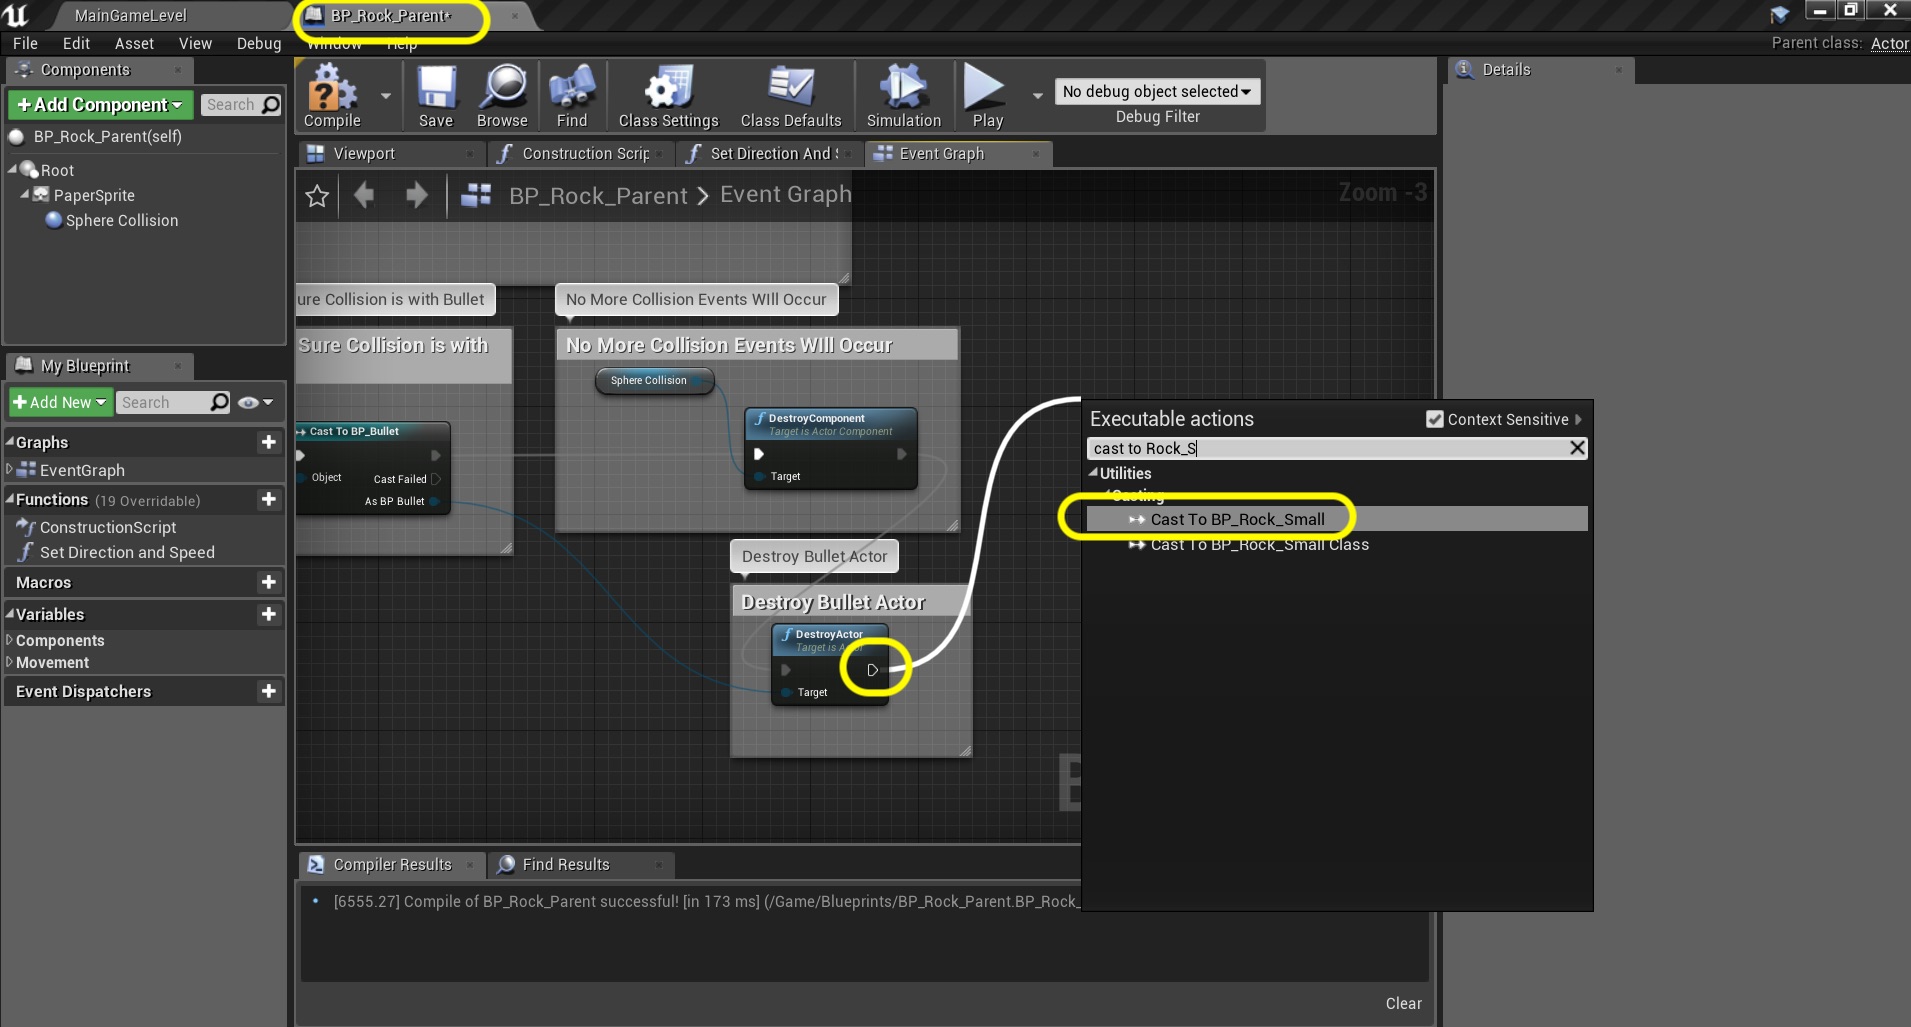 MainGameLevel
BP_Rock_Parent*
File Edit Asset View Debug Window Help
Parent class: Actor
Components
+Add Component
Search
BP_Rock_Parent(self)
Root
PaperSprite
Sphere Collision
My Blueprint
+Add New
Search
Graphs
EventGraph
Functions (19 Overridable)
ConstructionScript
Set Direction and Speed
Macros
Variables
Components
Movement
Event Dispatchers
Compile
Save
Browse
Find
Class Settings
Class Defaults
Simulation
Play
No debug object selected
Debug Filter
Viewport
Construction Scrip
Set Direction And S
Event Graph
BP_Rock_Parent > Event Graph
Zoom -3
ure Collision is with Bullet
Sure Collision is with
Cast To BP_Bullet
Object
Cast Failed
As BP Bullet
No More Collision Events WIll Occur
No More Collision Events WIll Occur
Sphere Collision
DestroyComponent
Target is Actor Component
Target
Destroy Bullet Actor
Destroy Bullet Actor
DestroyActor
Target is Actor
Target
Executable actions
Context Sensitive
cast to Rock_S
Utilities
Casting
Cast To BP_Rock_Small
Cast To BP_Rock_Small Class
Compiler Results
Find Results
[6555.27] Compile of BP_Rock_Parent successful! [in 173 ms] (/Game/Blueprints/BP_Rock_Parent.BP_Rock_
Clear
Details